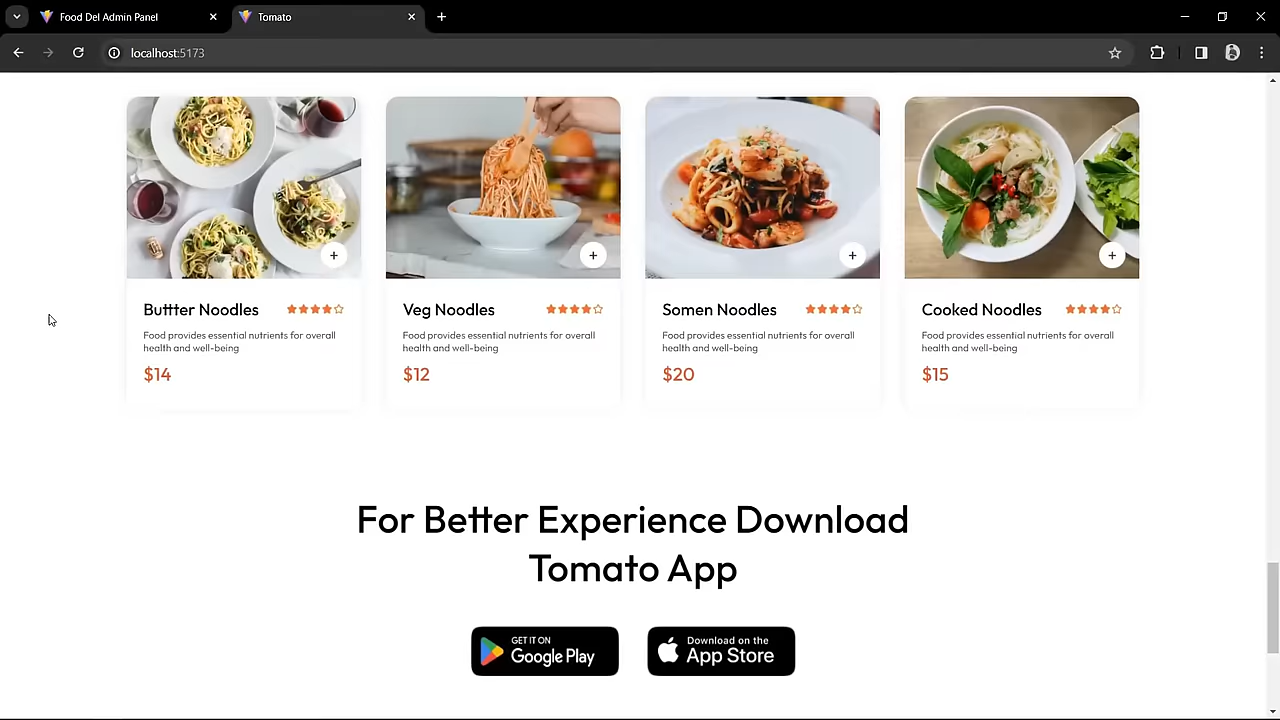 Food Del Admin Panel
Tomato
localhost:5173
Buttter Noodles
Food provides essential nutrients for overall
health and well-being
$14
Veg Noodles
Food provides essential nutrients for overall
health and well-being
$12
Somen Noodles
Food provides essential nutrients for overall
health and well-being
$20
Cooked Noodles
Food provides essential nutrients for overall
health and well-being
$15
For Better Experience Download
Tomato App
GET IT ON
Google Play
Download on the
App Store